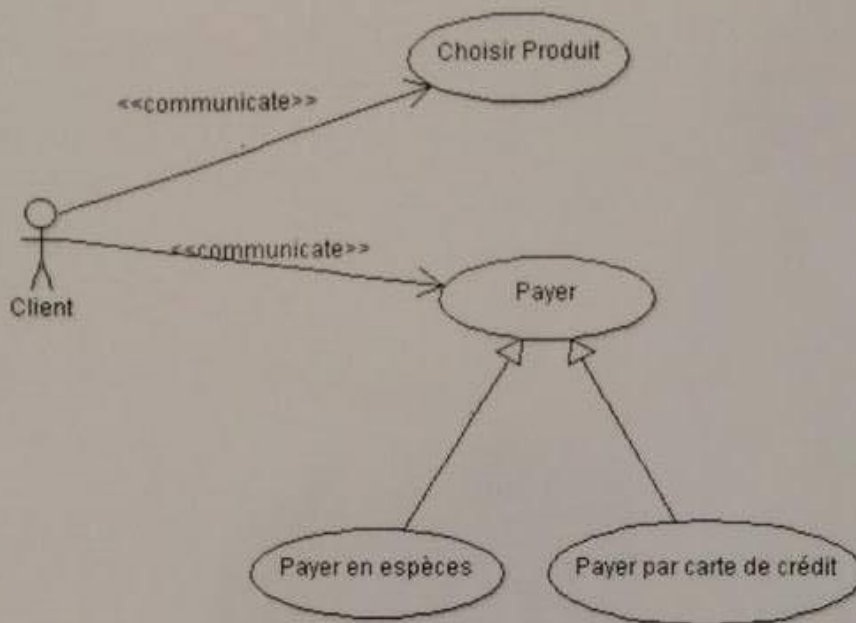 Choisir Produit
<<communicate>>
<<communicate>>
Payer
Client
Payer en espèces
Payer par carte de crédit